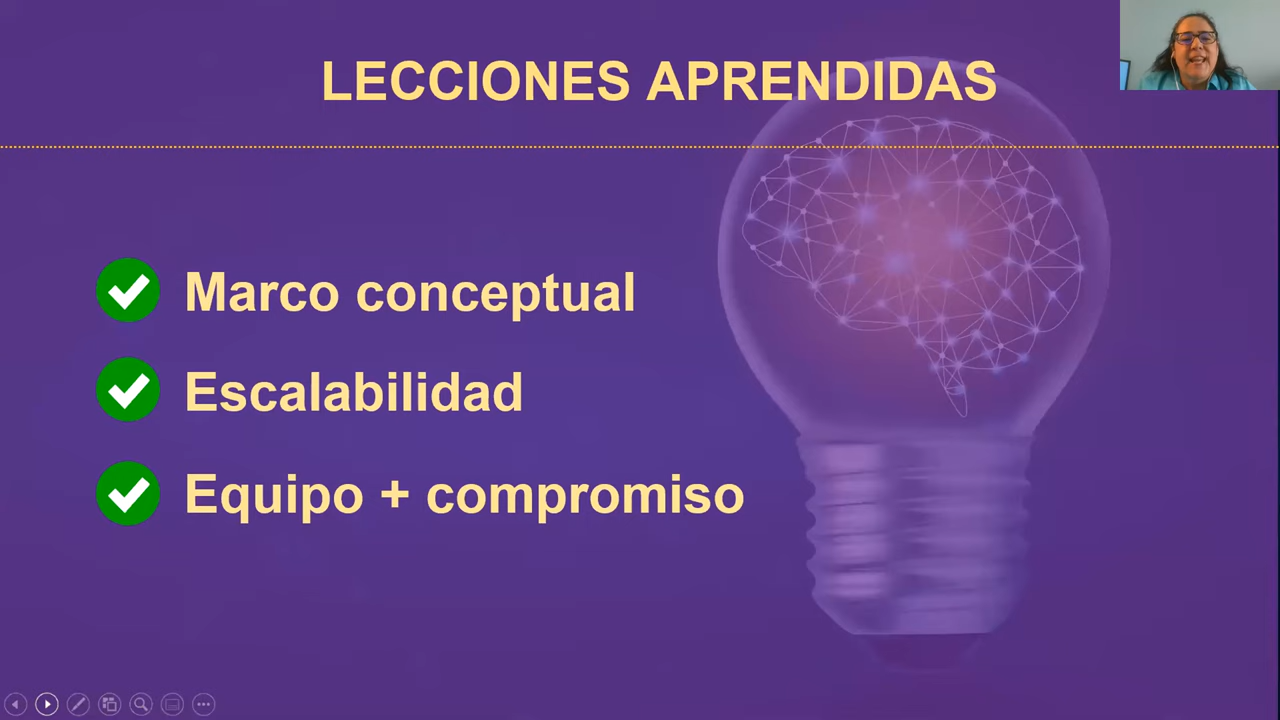 LECCIONES APRENDIDAS
Marco conceptual
Escalabilidad
Equipo + compromiso